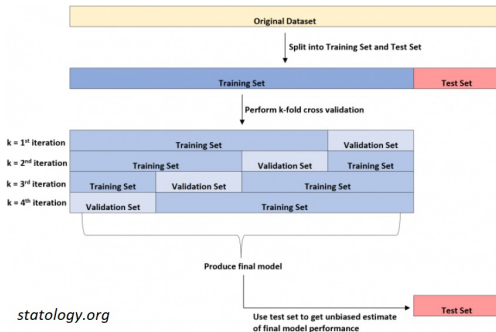 Original Dataset
Split into Training Set and Test Set
Training Set Test Set
Perform k-fold cross validation
k = 1st iteration Training Set Validation Set
k = 2nd iteration Training Set Validation Set Training Set
k = 3rd iteration Training Set Validation Set Training Set
k = 4th iteration Validation Set Training Set
Produce final model
Test Set
Use test set to get unbiased estimate
of final model performance
statology.org